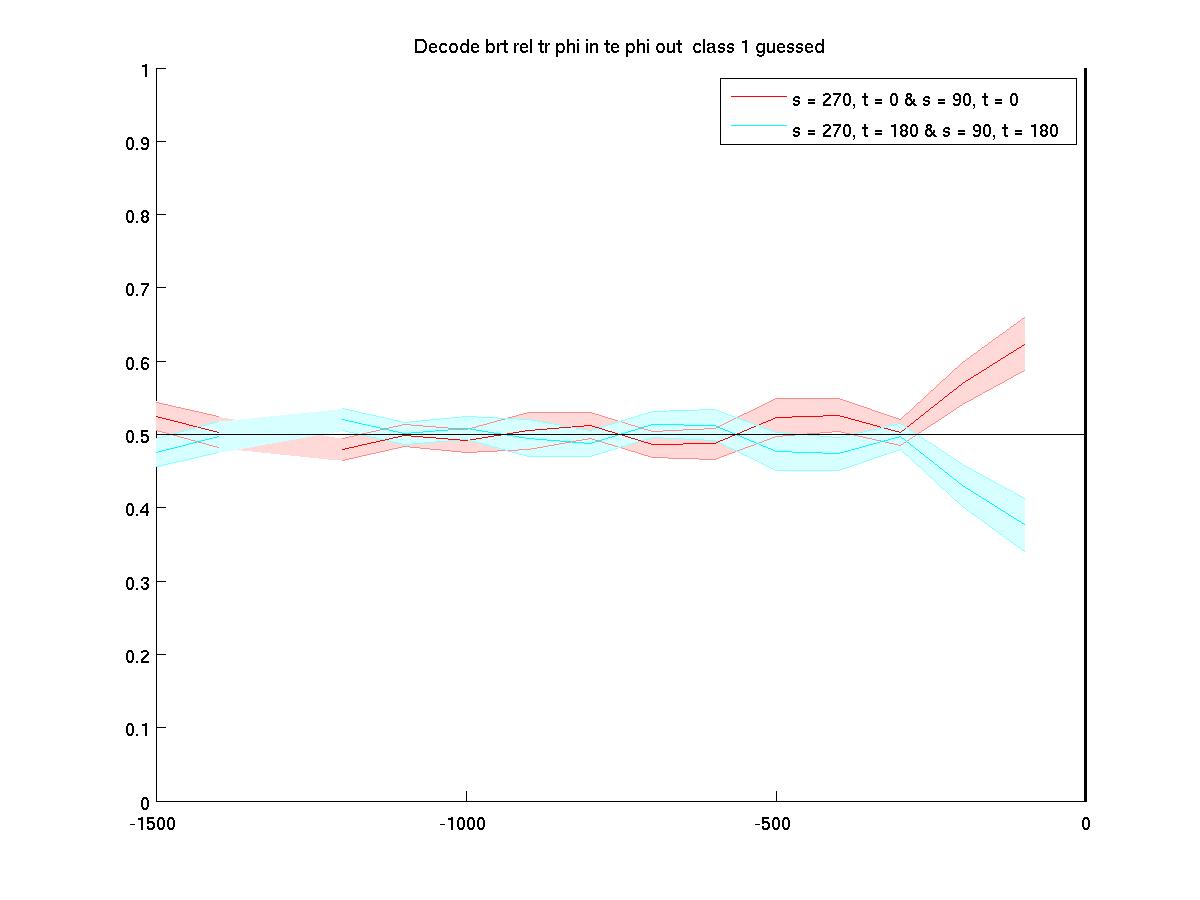 Decode brt rel tr phi in te phi out  class 1 guessed
s = 270, t = 0 & s = 90, t = 0
s = 270, t = 180 & s = 90, t = 180
1
0.9
0.8
0.7
0.6
0.5
0.4
0.3
0.2
0.1
0
-1500 -1000 -500 0